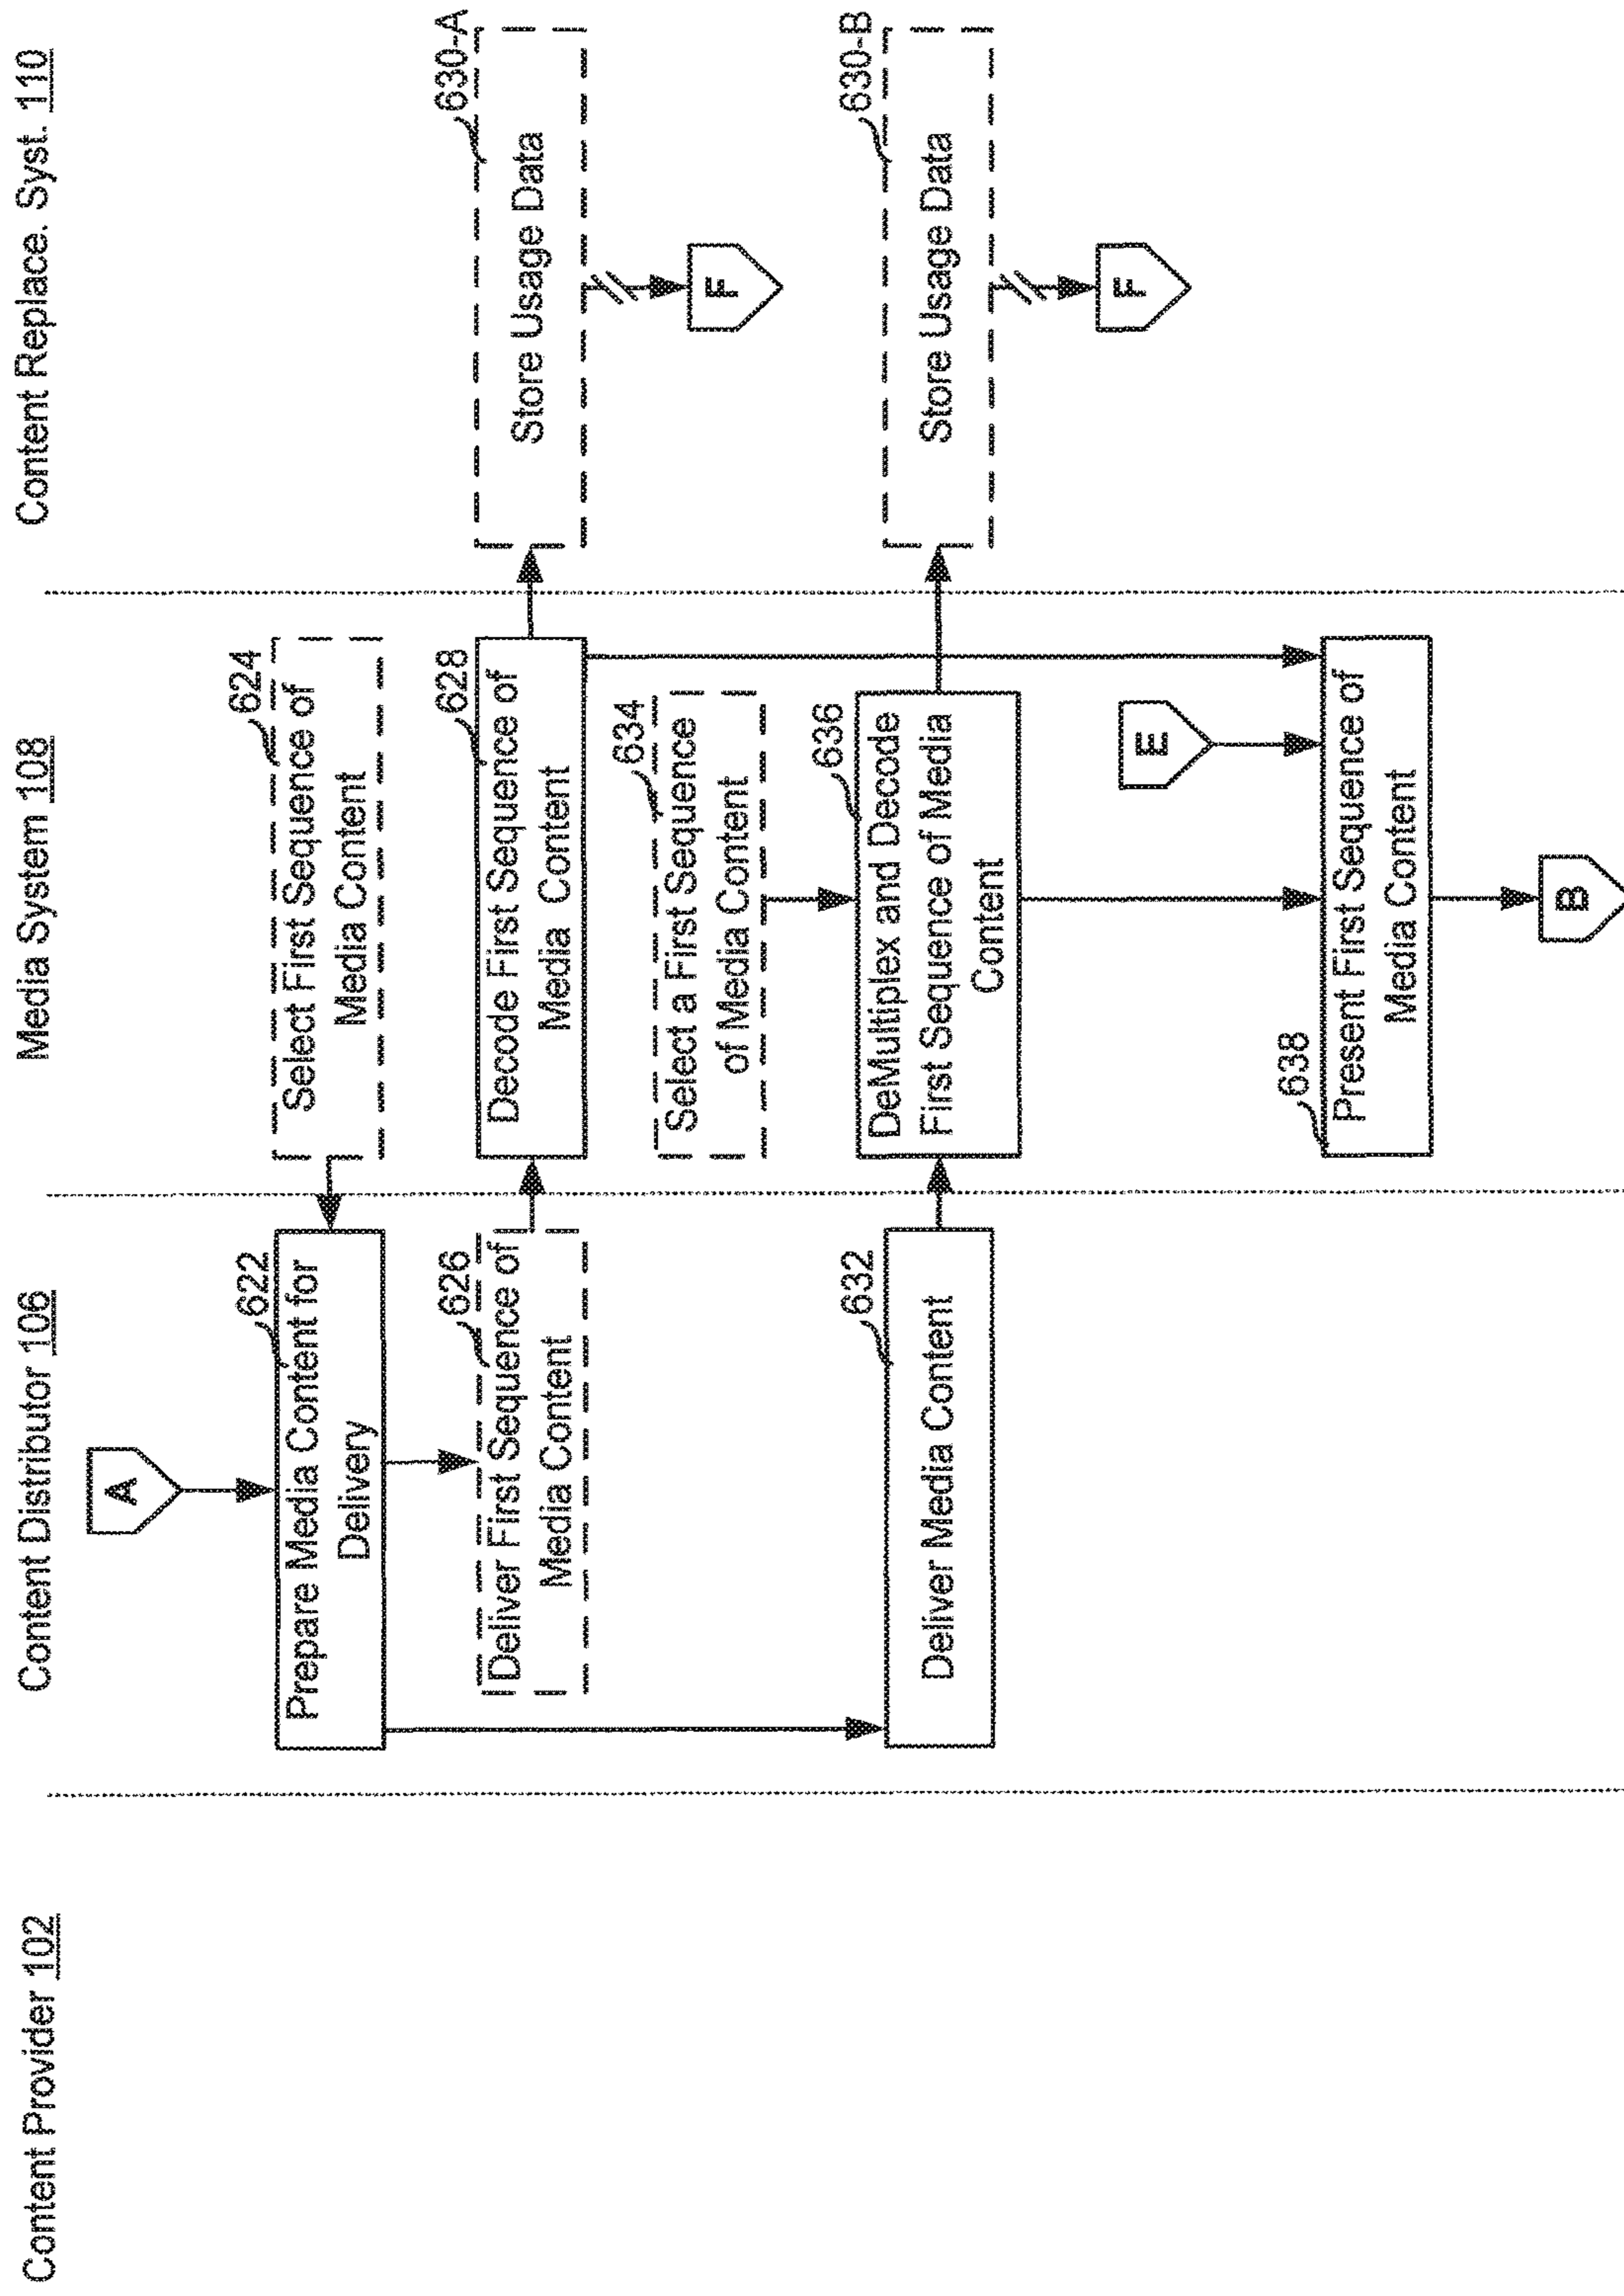 Content Provider 102
Content Distributor 106
Media System 108
Content Replace. Syst. 110
A
622
Prepare Media Content for
Delivery
624
Select First Sequence of
Media Content
626
Deliver First Sequence of
Media Content
628
Decode First Sequence of
Media Content
630-A
Store Usage Data
F
634
Select a First Sequence
of Media Content
632
Deliver Media Content
636
DeMultiplex and Decode
First Sequence of Media
Content
630-B
Store Usage Data
F
E
638
Present First Sequence of
Media Content
B